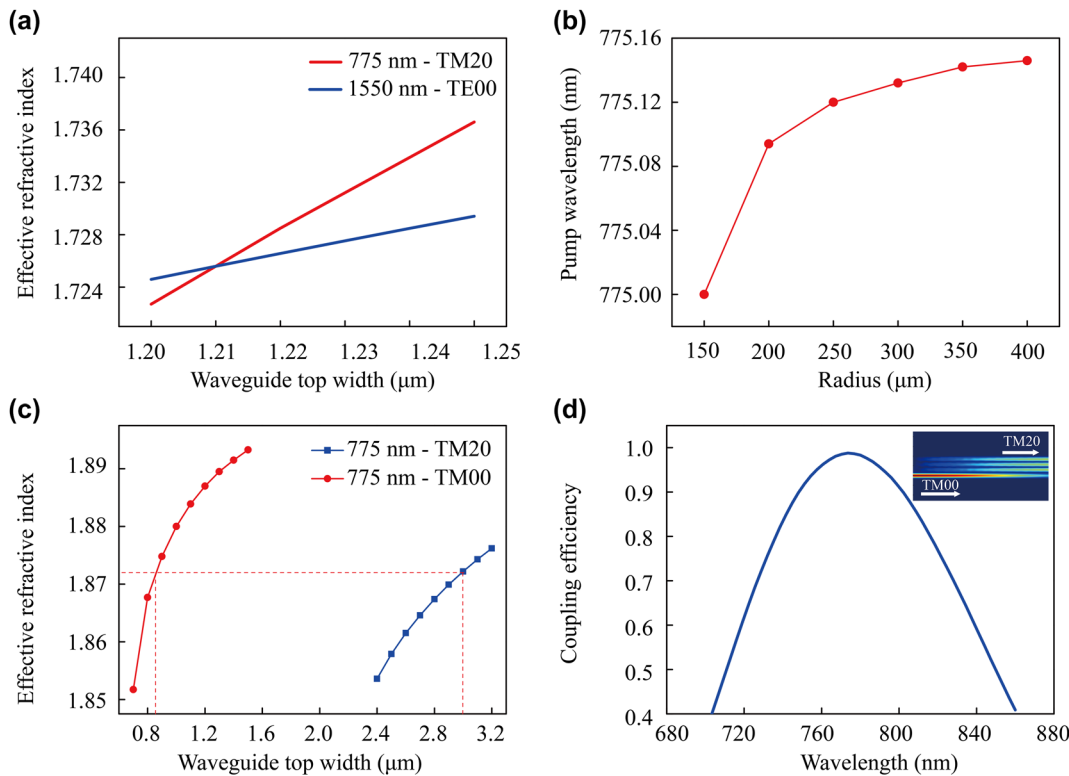 (a)
775 nm - TM20
1550 nm - TE00
1.740
1.736
1.732
1.728
1.724
Effective refractive index
1.20 1.21 1.22 1.23 1.24 1.25
Waveguide top width (μm)
(b)
775.16
775.12
775.08
775.04
775.00
Pump wavelength (nm)
150 200 250 300 350 400
Radius (μm)
(c)
775 nm - TM20
775 nm - TM00
1.89
1.88
1.87
1.86
1.85
Effective refractive index
0.8 1.2 1.6 2.0 2.4 2.8 3.2
Waveguide top width (μm)
(d)
TM20
TM00
1.0
0.9
0.8
0.7
0.6
0.5
0.4
Coupling efficiency
680 720 760 800 840 880
Wavelength (nm)